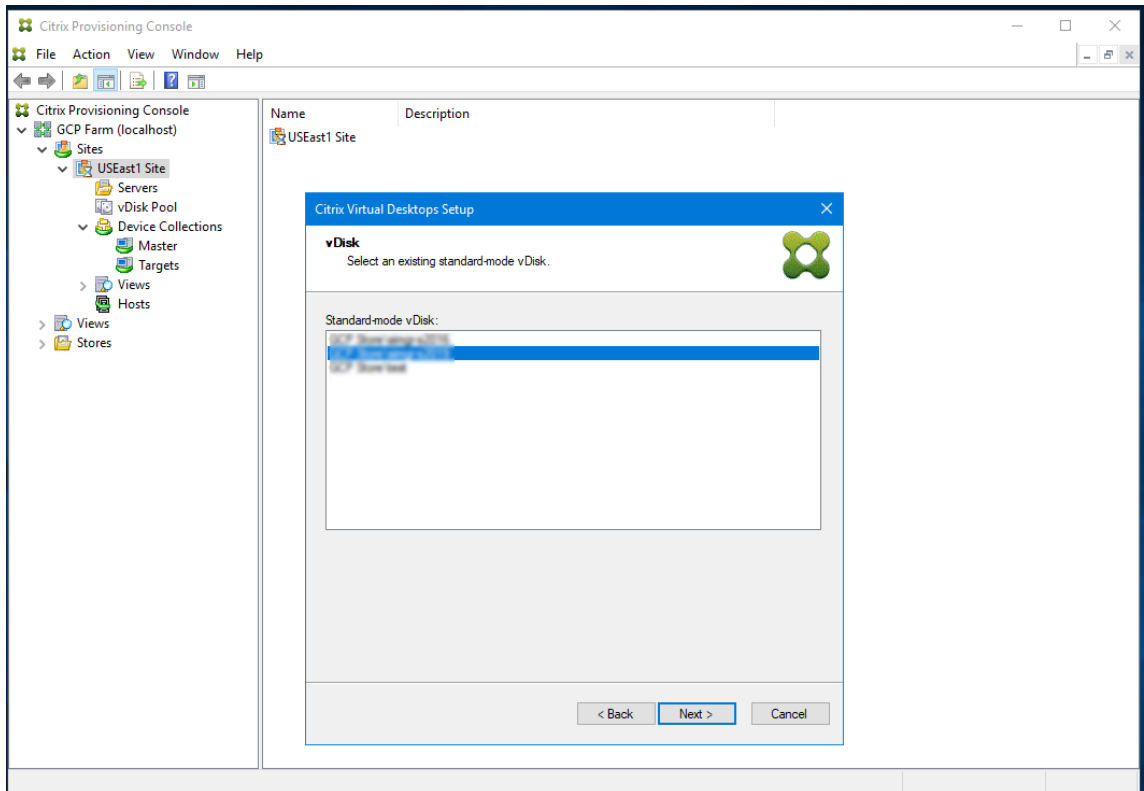 Citrix Provisioning Console
File Action View Window Help
Citrix Provisioning Console
GCP Farm (localhost)
Sites
USEast1 Site
Servers
vDisk Pool
Device Collections
Master
Targets
Views
Hosts
Views
Stores
Name Description
USEast1 Site
Citrix Virtual Desktops Setup
vDisk
Select an existing standard-mode vDisk.
Standard-mode vDisk:
< Back Next > Cancel